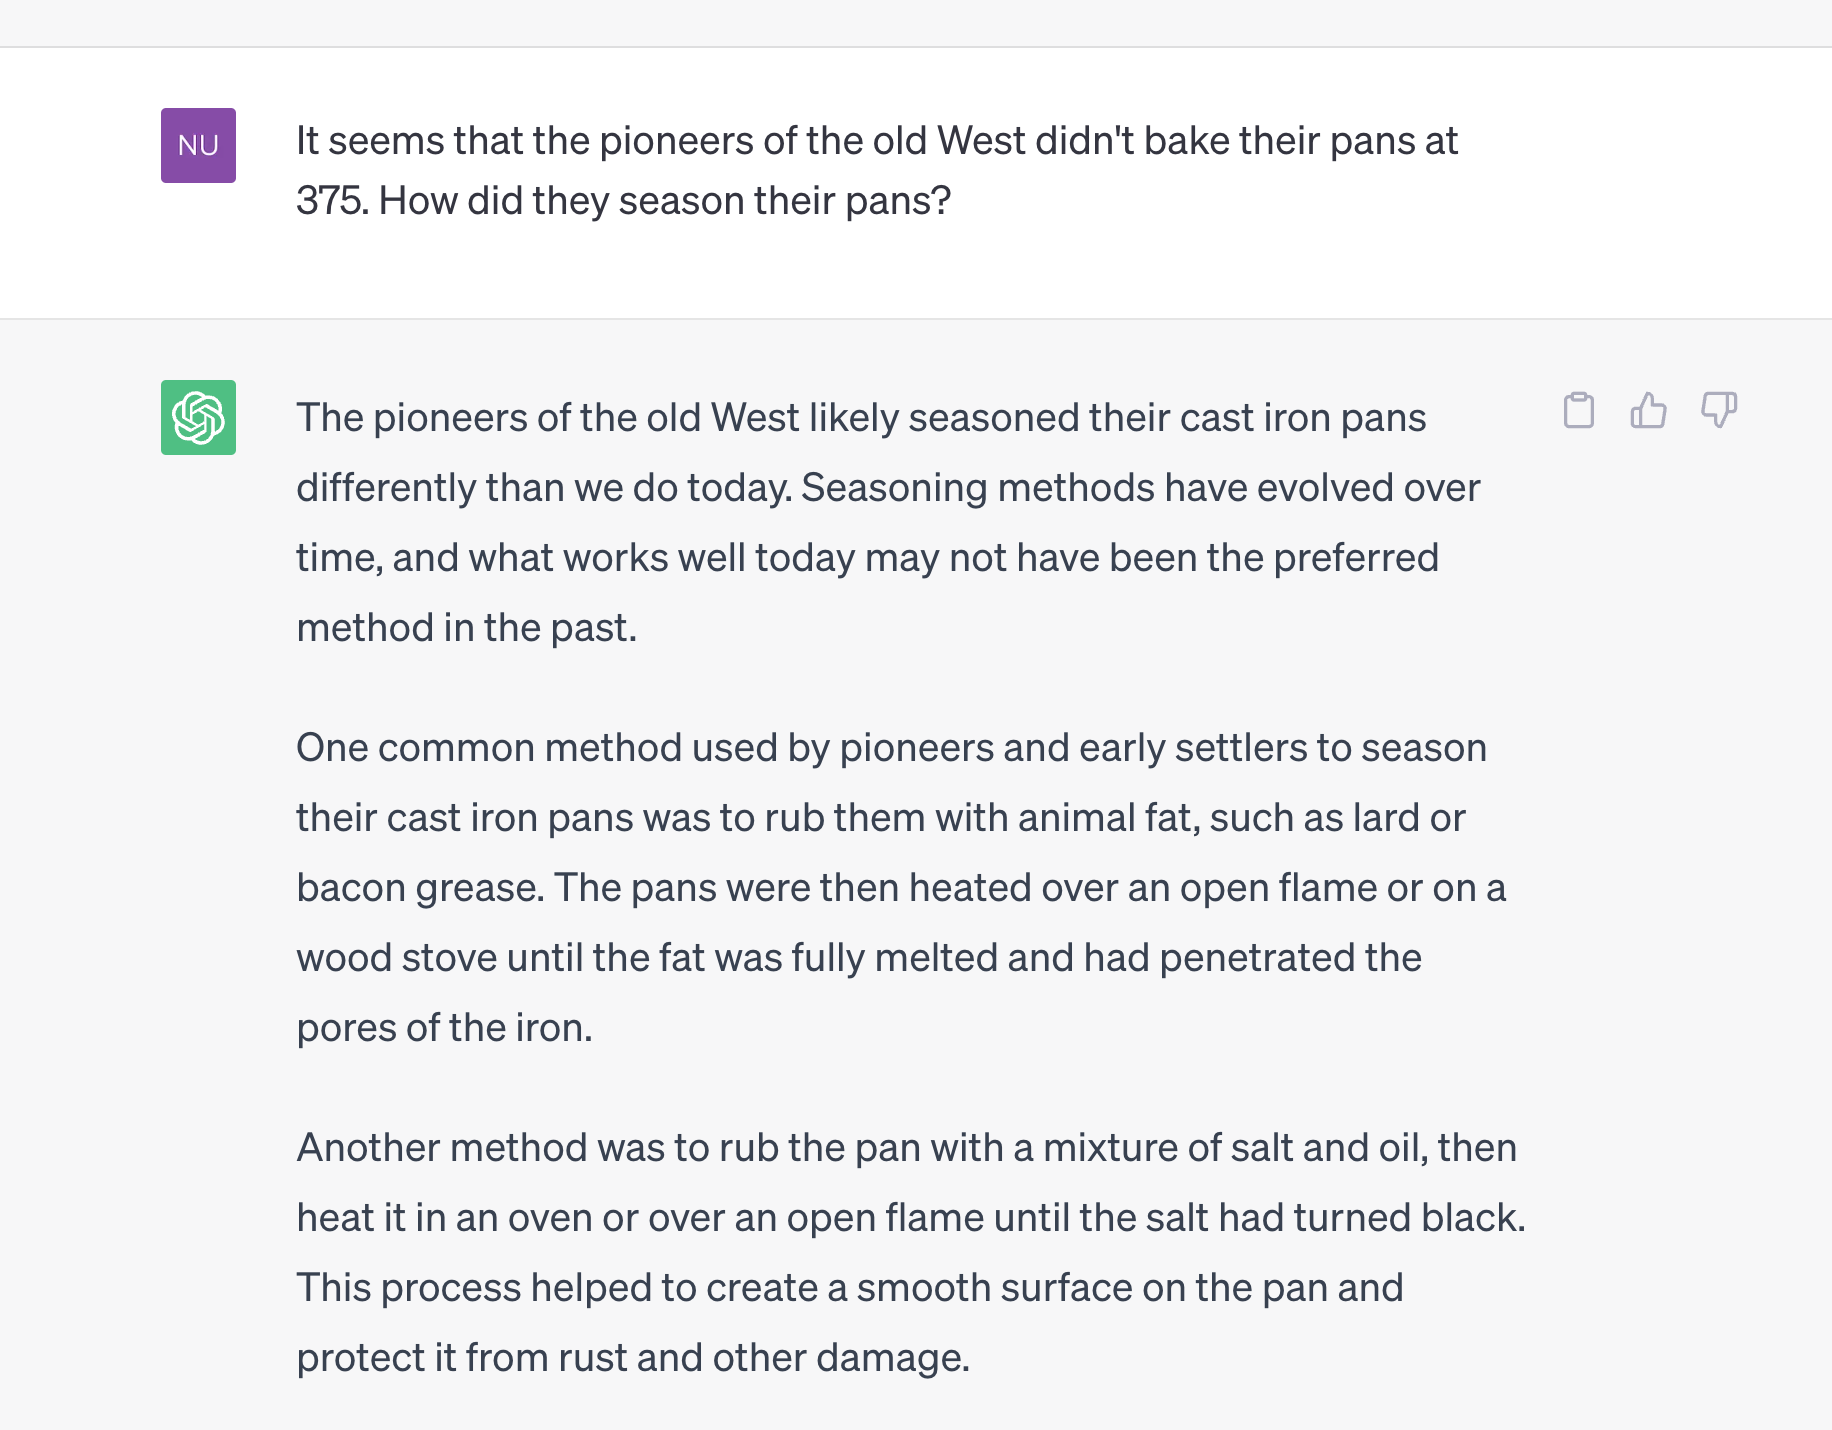 NU
It seems that the pioneers of the old West didn't bake their pans at
375. How did they season their pans?
The pioneers of the old West likely seasoned their cast iron pans
differently than we do today. Seasoning methods have evolved over
time, and what works well today may not have been the preferred
method in the past.
One common method used by pioneers and early settlers to season
their cast iron pans was to rub them with animal fat, such as lard or
bacon grease. The pans were then heated over an open flame or on a
wood stove until the fat was fully melted and had penetrated the
pores of the iron.
Another method was to rub the pan with a mixture of salt and oil, then
heat it in an oven or over an open flame until the salt had turned black.
This process helped to create a smooth surface on the pan and
protect it from rust and other damage.